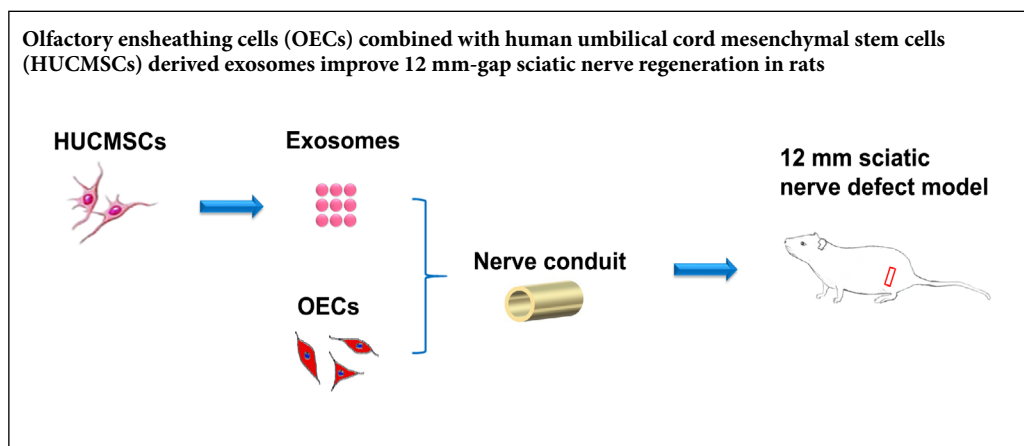 Olfactory ensheathing cells (OECs) combined with human umbilical cord mesenchymal stem cells
(HUCMSCs) derived exosomes improve 12 mm-gap sciatic nerve regeneration in rats
HUCMSCs
Exosomes
OECs
Nerve conduit
12 mm sciatic
nerve defect model